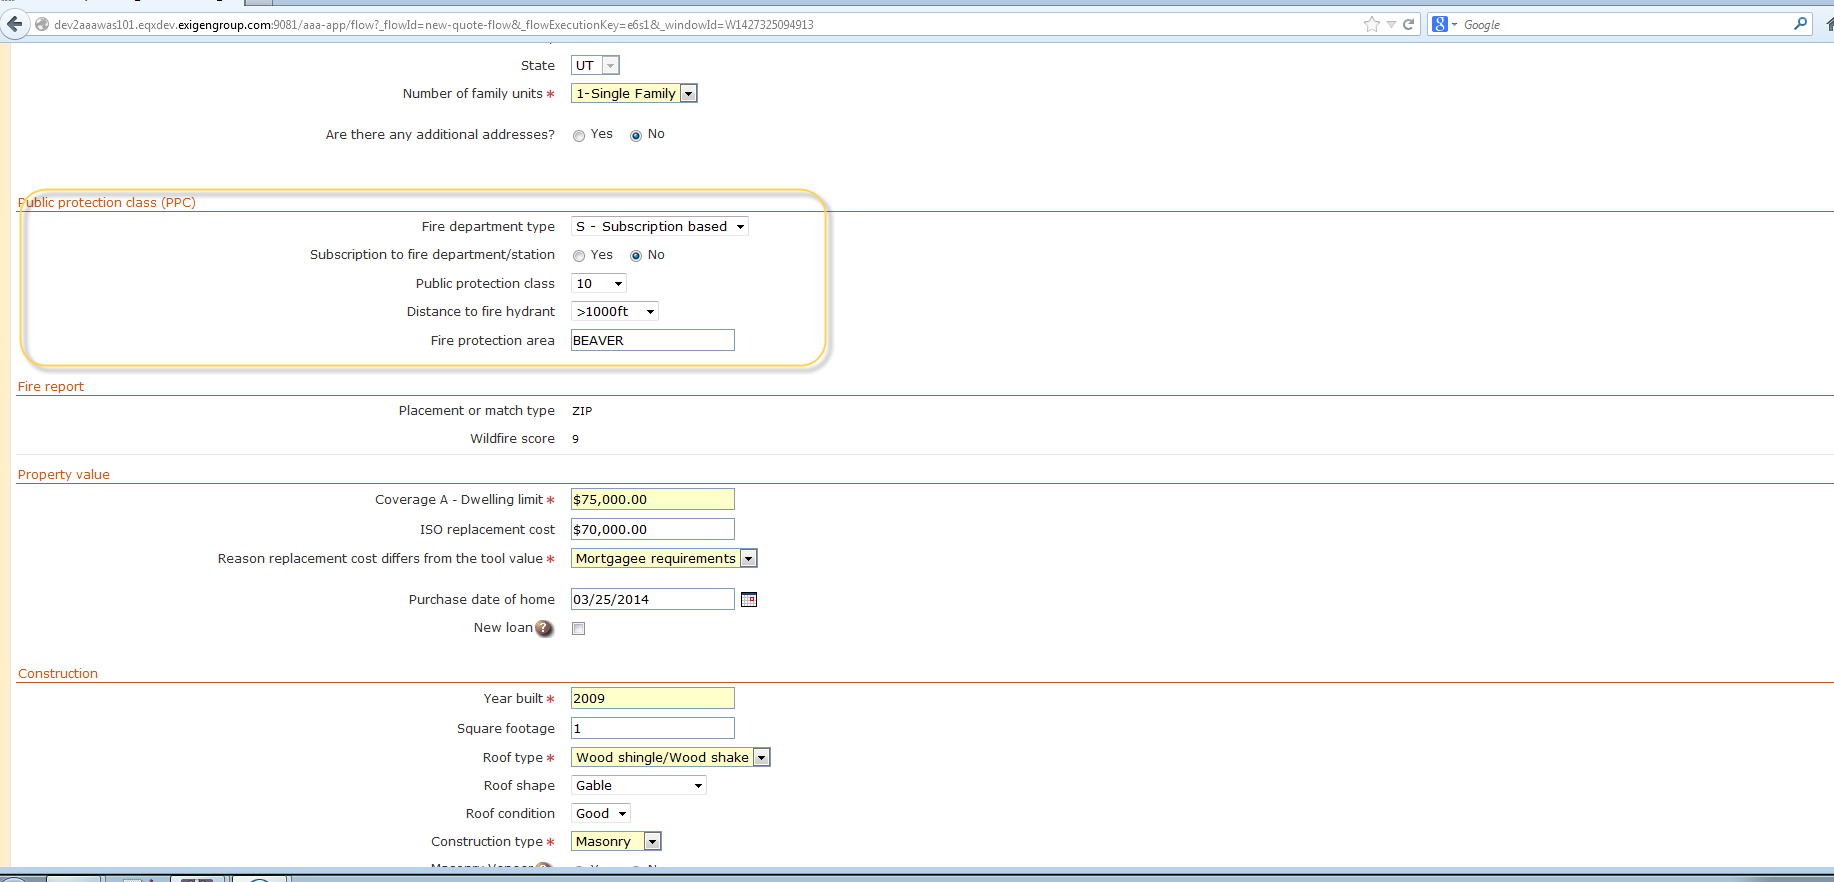 dev2aaawas101.eqxdev.exigengroup.com:9081/aaa-app/flow?_flowId=new-quote-flow&_flowExecutionKey=e6s1&_windowId=W1427325094913
Google
State UT
Number of family units * 1-Single Family
Are there any additional addresses? Yes No
Public protection class (PPC)
Fire department type S - Subscription based
Subscription to fire department/station Yes No
Public protection class 10
Distance to fire hydrant >1000ft
Fire protection area BEAVER
Fire report
Placement or match type ZIP
Wildfire score 9
Property value
Coverage A - Dwelling limit * $75,000.00
ISO replacement cost $70,000.00
Reason replacement cost differs from the tool value * Mortgagee requirements
Purchase date of home 03/25/2014
New loan ?
Construction
Year built * 2009
Square footage 1
Roof type * Wood shingle/Wood shake
Roof shape Gable
Roof condition Good
Construction type * Masonry